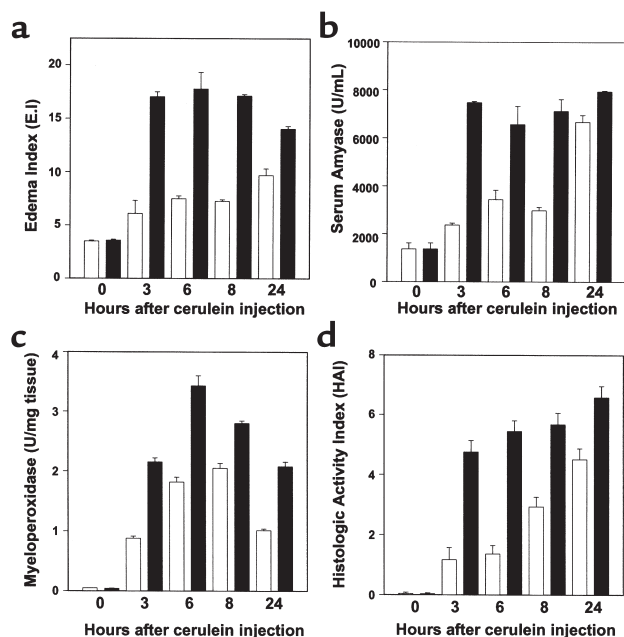 a
Edema Index (E.I)
20
15
10
5
0
0 3 6 8 24
Hours after cerulein injection
b
Serum Amyase (U/mL)
10000
8000
6000
4000
2000
0
0 3 6 8 24
Hours after cerulein injection
c
Myeloperoxidase (U/mg tissue)
4
3
2
1
0
0 3 6 8 24
Hours after cerulein injection
d
Histologic Activity Index (HAI)
8
6
4
2
0
0 3 6 8 24
Hours after cerulein injection